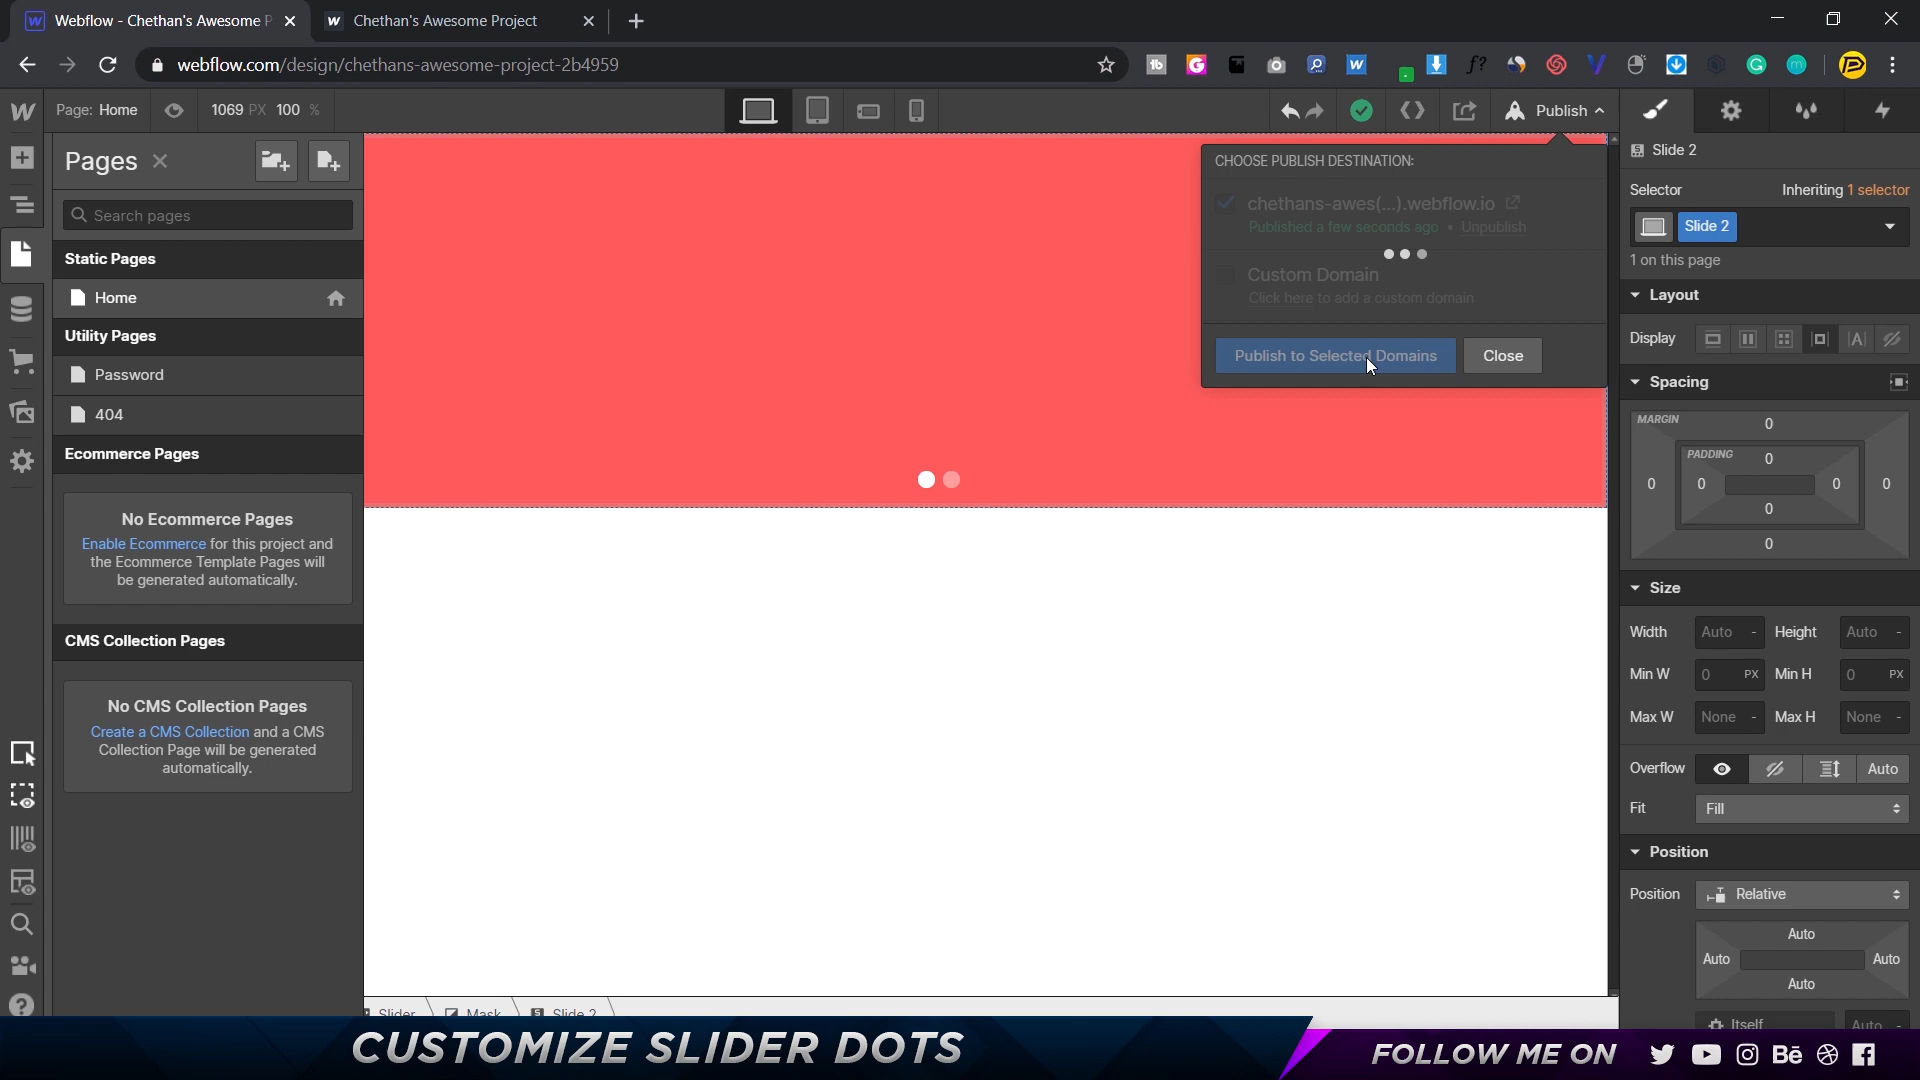 Webflow - Chethan's Awesome P
Chethan's Awesome Project
webflow.com/design/chethans-awesome-project-2b4959
Page: Home
1069 PX 100 %
Publish
Pages
Search pages
Static Pages
Home
Utility Pages
Password
404
Ecommerce Pages
No Ecommerce Pages
Enable Ecommerce for this project and
the Ecommerce Template Pages will
be generated automatically.
CMS Collection Pages
No CMS Collection Pages
Create a CMS Collection and a CMS
Collection Page will be generated
automatically.
CHOOSE PUBLISH DESTINATION:
chethans-awes(...).webflow.io
Published a few seconds ago • Unpublish
Custom Domain
Click here to add a custom domain
Publish to Selected Domains
Close
Slide 2
Selector
Inheriting 1 selector
Slide 2
1 on this page
Layout
Display
Spacing
MARGIN
0
PADDING
0
0 0 0 0
0
0
Size
Width Auto - Height Auto -
Min W 0 PX Min H 0 PX
Max W None - Max H None -
Overflow Auto
Fit Fill
Position
Position Relative
Auto
Auto Auto
Auto
Itself Auto -
Slider Mask Slide 2
CUSTOMIZE SLIDER DOTS
FOLLOW ME ON